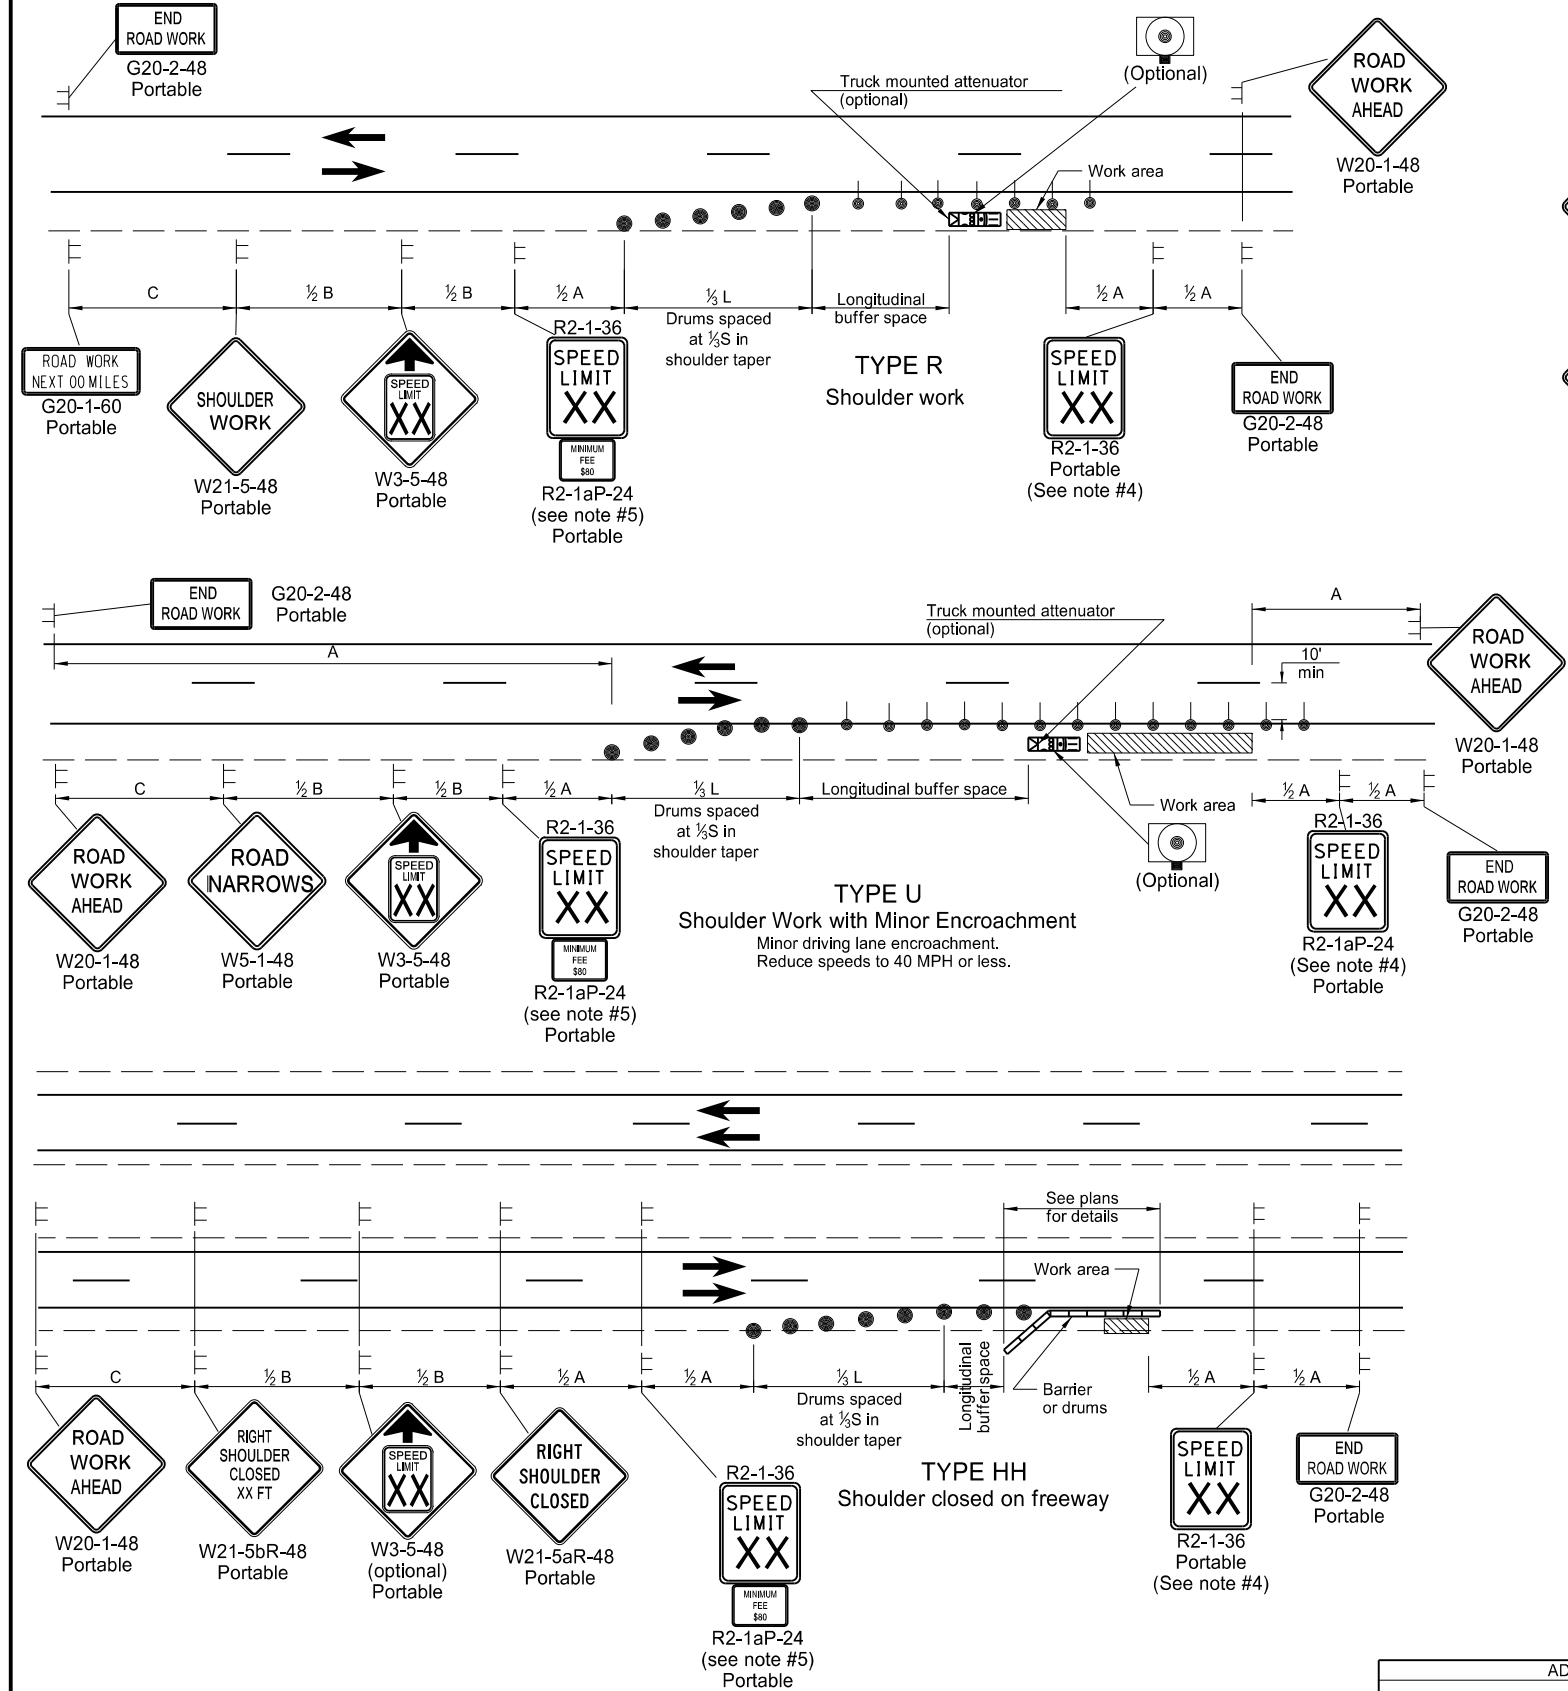 END
ROAD WORK
G20-2-48
Portable
(Optional)
Truck mounted attenuator
(optional)
ROAD
WORK
AHEAD
W20-1-48
Portable
Work area
C
½ B
½ B
½ A
⅓ L
Drums spaced
at ⅓S in
shoulder taper
Longitudinal
buffer space
½ A
½ A
ROAD WORK
NEXT 00 MILES
G20-1-60
Portable
SHOULDER
WORK
W21-5-48
Portable
SPEED
LIMIT
XX
W3-5-48
Portable
R2-1-36
SPEED
LIMIT
XX
MINIMUM
FEE
$80
R2-1aP-24
(see note #5)
Portable
TYPE R
Shoulder work
SPEED
LIMIT
XX
R2-1-36
Portable
(See note #4)
END
ROAD WORK
G20-2-48
Portable
END
ROAD WORK
G20-2-48
Portable
A
Truck mounted attenuator
(optional)
A
10'
min
ROAD
WORK
AHEAD
W20-1-48
Portable
C
½ B
½ B
½ A
⅓ L
Drums spaced
at ⅓S in
shoulder taper
Longitudinal buffer space
Work area
(Optional)
½ A
½ A
ROAD
WORK
AHEAD
W20-1-48
Portable
ROAD
NARROWS
W5-1-48
Portable
SPEED
LIMIT
XX
W3-5-48
Portable
R2-1-36
SPEED
LIMIT
XX
MINIMUM
FEE
$80
R2-1aP-24
(see note #5)
Portable
TYPE U
Shoulder Work with Minor Encroachment
Minor driving lane encroachment.
Reduce speeds to 40 MPH or less.
R2-1-36
SPEED
LIMIT
XX
R2-1aP-24
(See note #4)
Portable
END
ROAD WORK
G20-2-48
Portable
See plans
for details
Work area
C
½ B
½ B
½ A
½ A
⅓ L
Drums spaced
at ⅓S in
shoulder taper
Longitudinal
buffer space
Barrier
or drums
½ A
½ A
ROAD
WORK
AHEAD
W20-1-48
Portable
RIGHT
SHOULDER
CLOSED
XX FT
W21-5bR-48
Portable
SPEED
LIMIT
XX
W3-5-48
(optional)
Portable
RIGHT
SHOULDER
CLOSED
W21-5aR-48
Portable
R2-1-36
SPEED
LIMIT
XX
MINIMUM
FEE
$80
R2-1aP-24
(see note #5)
Portable
TYPE HH
Shoulder closed on freeway
SPEED
LIMIT
XX
R2-1-36
Portable
(See note #4)
END
ROAD WORK
G20-2-48
Portable